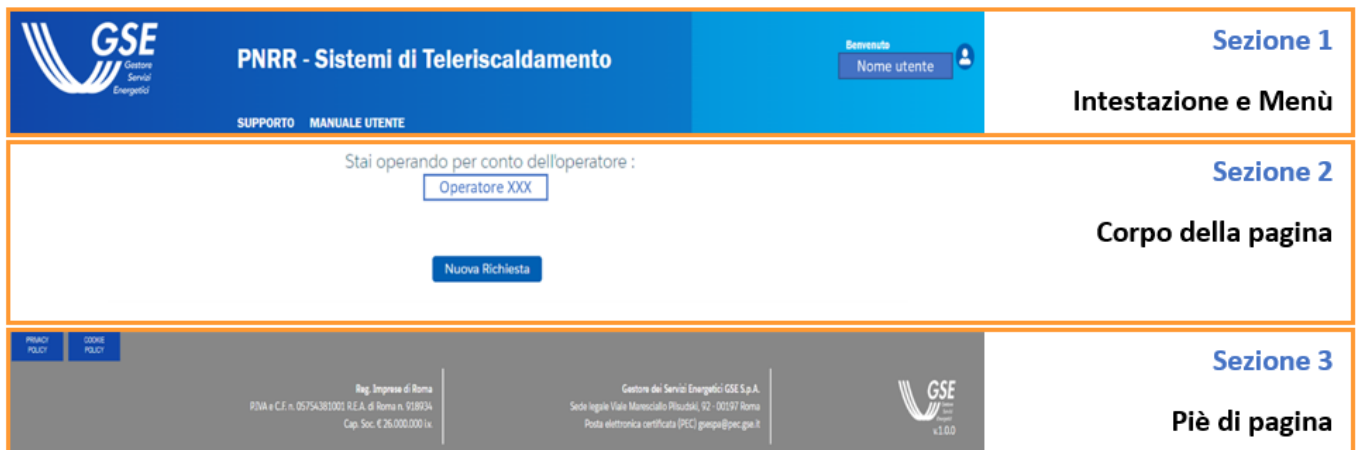 GSE
Gestore
Servizi
Energetici
PNRR - Sistemi di Teleriscaldamento
Benvenuto
Nome utente
SUPPORTO MANUALE UTENTE
Sezione 1
Intestazione e Menù
Stai operando per conto dell'operatore :
Operatore XXX
Nuova Richiesta
Sezione 2
Corpo della pagina
PRIVACY
POLICY
COOKIE
POLICY
Reg. Imprese di Roma
P.IVA e C.F. n. 05754381001 R.E.A. di Roma n. 918934
Cap. Soc. € 26.000.000 i.v.
Gestore dei Servizi Energetici GSE S.p.A.
Sede legale Viale Maresciallo Pilsudski, 92 - 00197 Roma
Posta elettronica certificata (PEC) gsespa@pec.gse.it
GSE
Gestore
Servizi
Energetici
v.1.0.0
Sezione 3
Piè di pagina